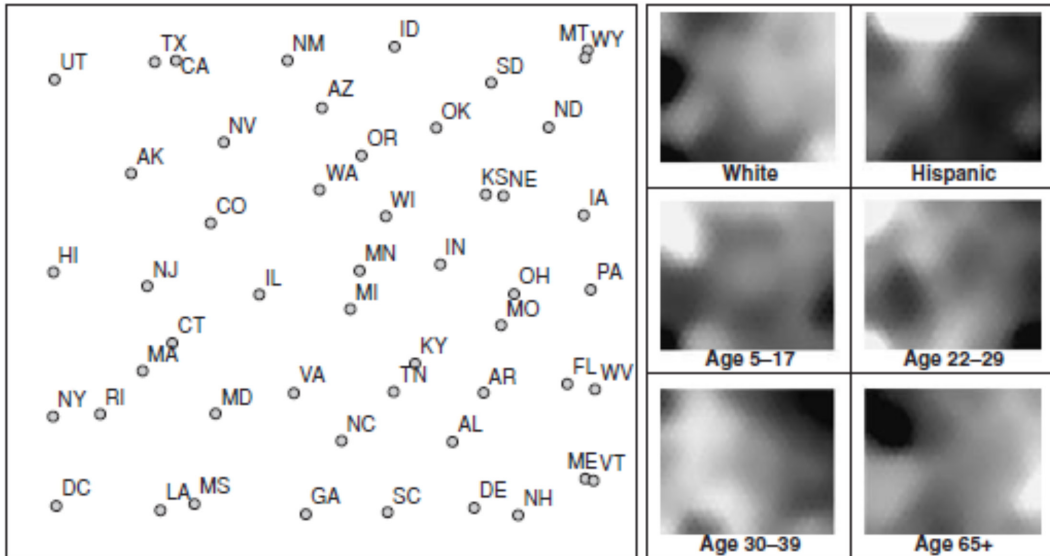 ID
MT WY
TX
NM
UT
CA
SD
AZ
OK
ND
NV
OR
AK
WA
KS NE
WI
IA
CO
HI
MN
IN
NJ
IL
OH
PA
MI
MO
CT
MA
KY
FL WV
VA
TN
AR
NY
RI
MD
NC
AL
ME VT
DC
LA
MS
GA
SC
DE
NH
White
Hispanic
Age 5–17
Age 22–29
Age 30–39
Age 65+